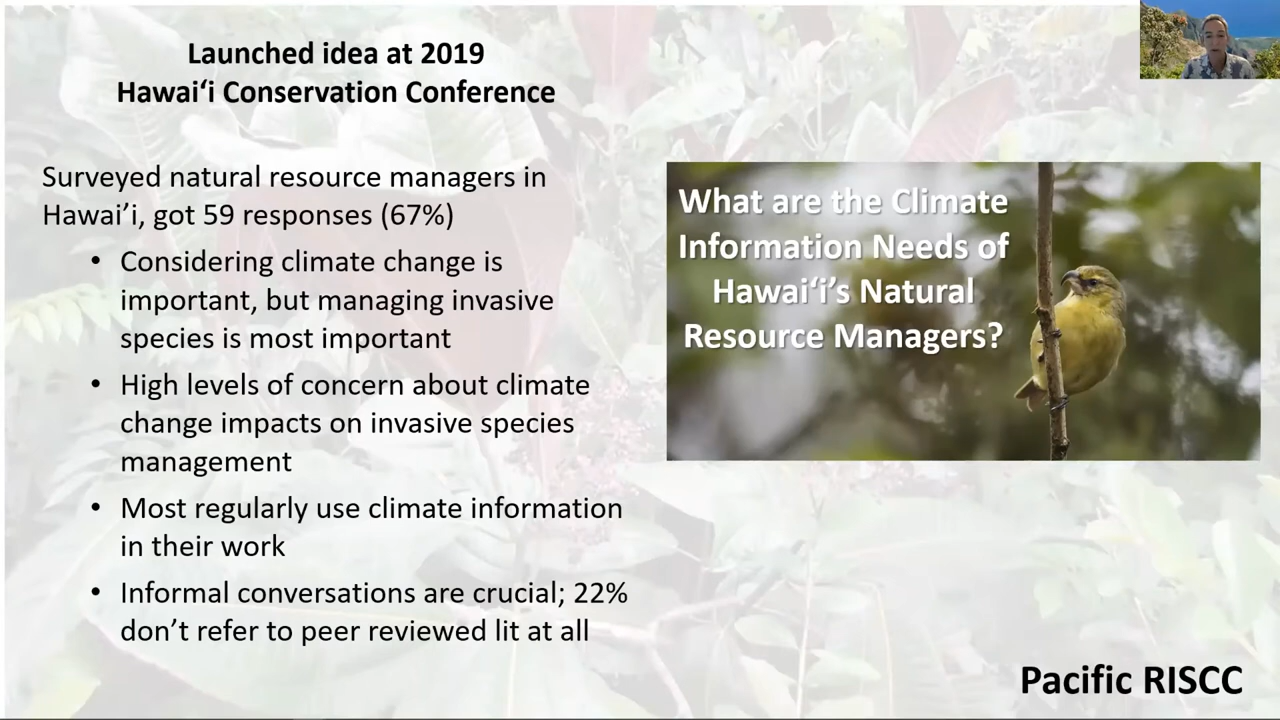 Launched idea at 2019
Hawai‘i Conservation Conference
Surveyed natural resource managers in
Hawai’i, got 59 responses (67%)
• Considering climate change is
important, but managing invasive
species is most important
• High levels of concern about climate
change impacts on invasive species
management
• Most regularly use climate information
in their work
• Informal conversations are crucial; 22%
don’t refer to peer reviewed lit at all
What are the Climate
Information Needs of
Hawai‘i’s Natural
Resource Managers?
Pacific RISCC